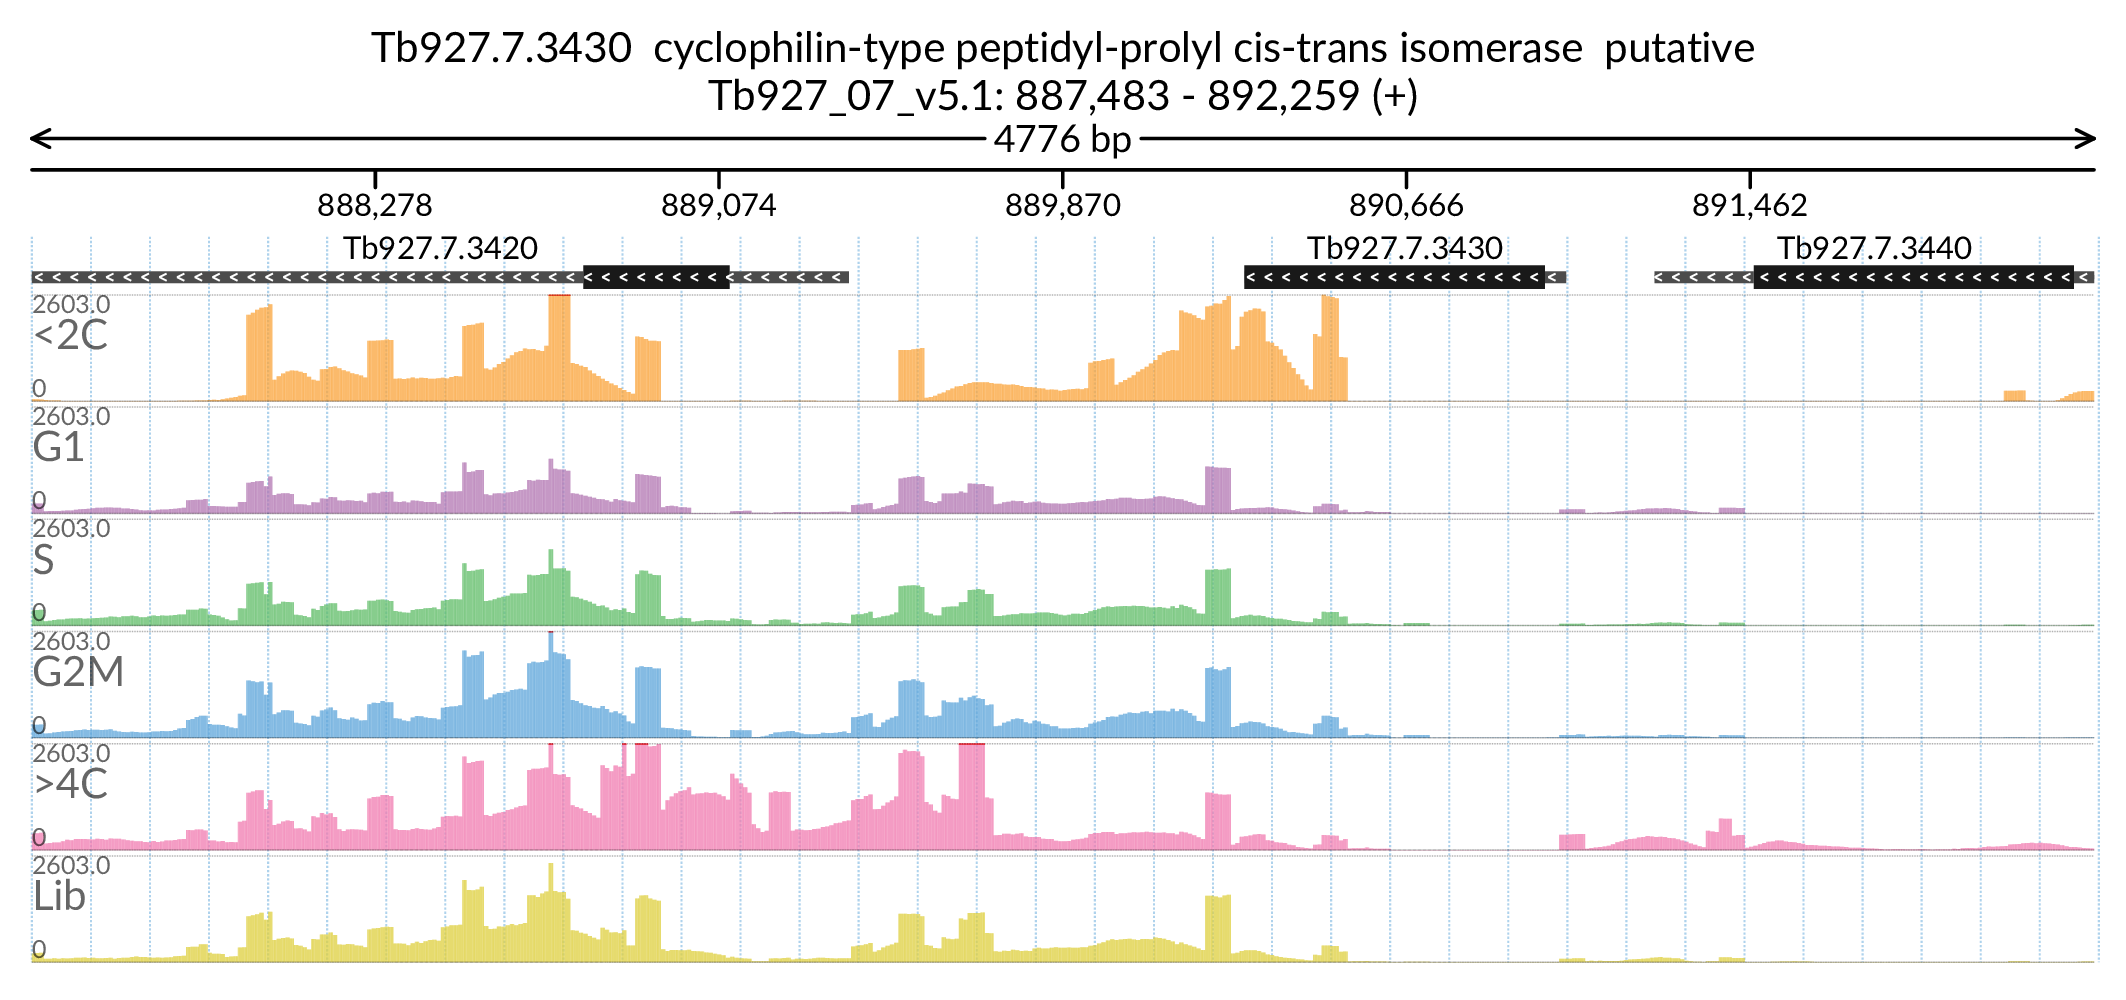 Tb927.7.3430  cyclophilin-type peptidyl-prolyl cis-trans isomerase  putative
Tb927_07_v5.1: 887,483 - 892,259 (+)
4776 bp
888,278 889,074 889,870 890,666 891,462
Tb927.7.3420 Tb927.7.3430 Tb927.7.3440
2603.0
<2C
0
2603.0
G1
0
2603.0
S
0
2603.0
G2M
0
2603.0
>4C
0
2603.0
Lib
0